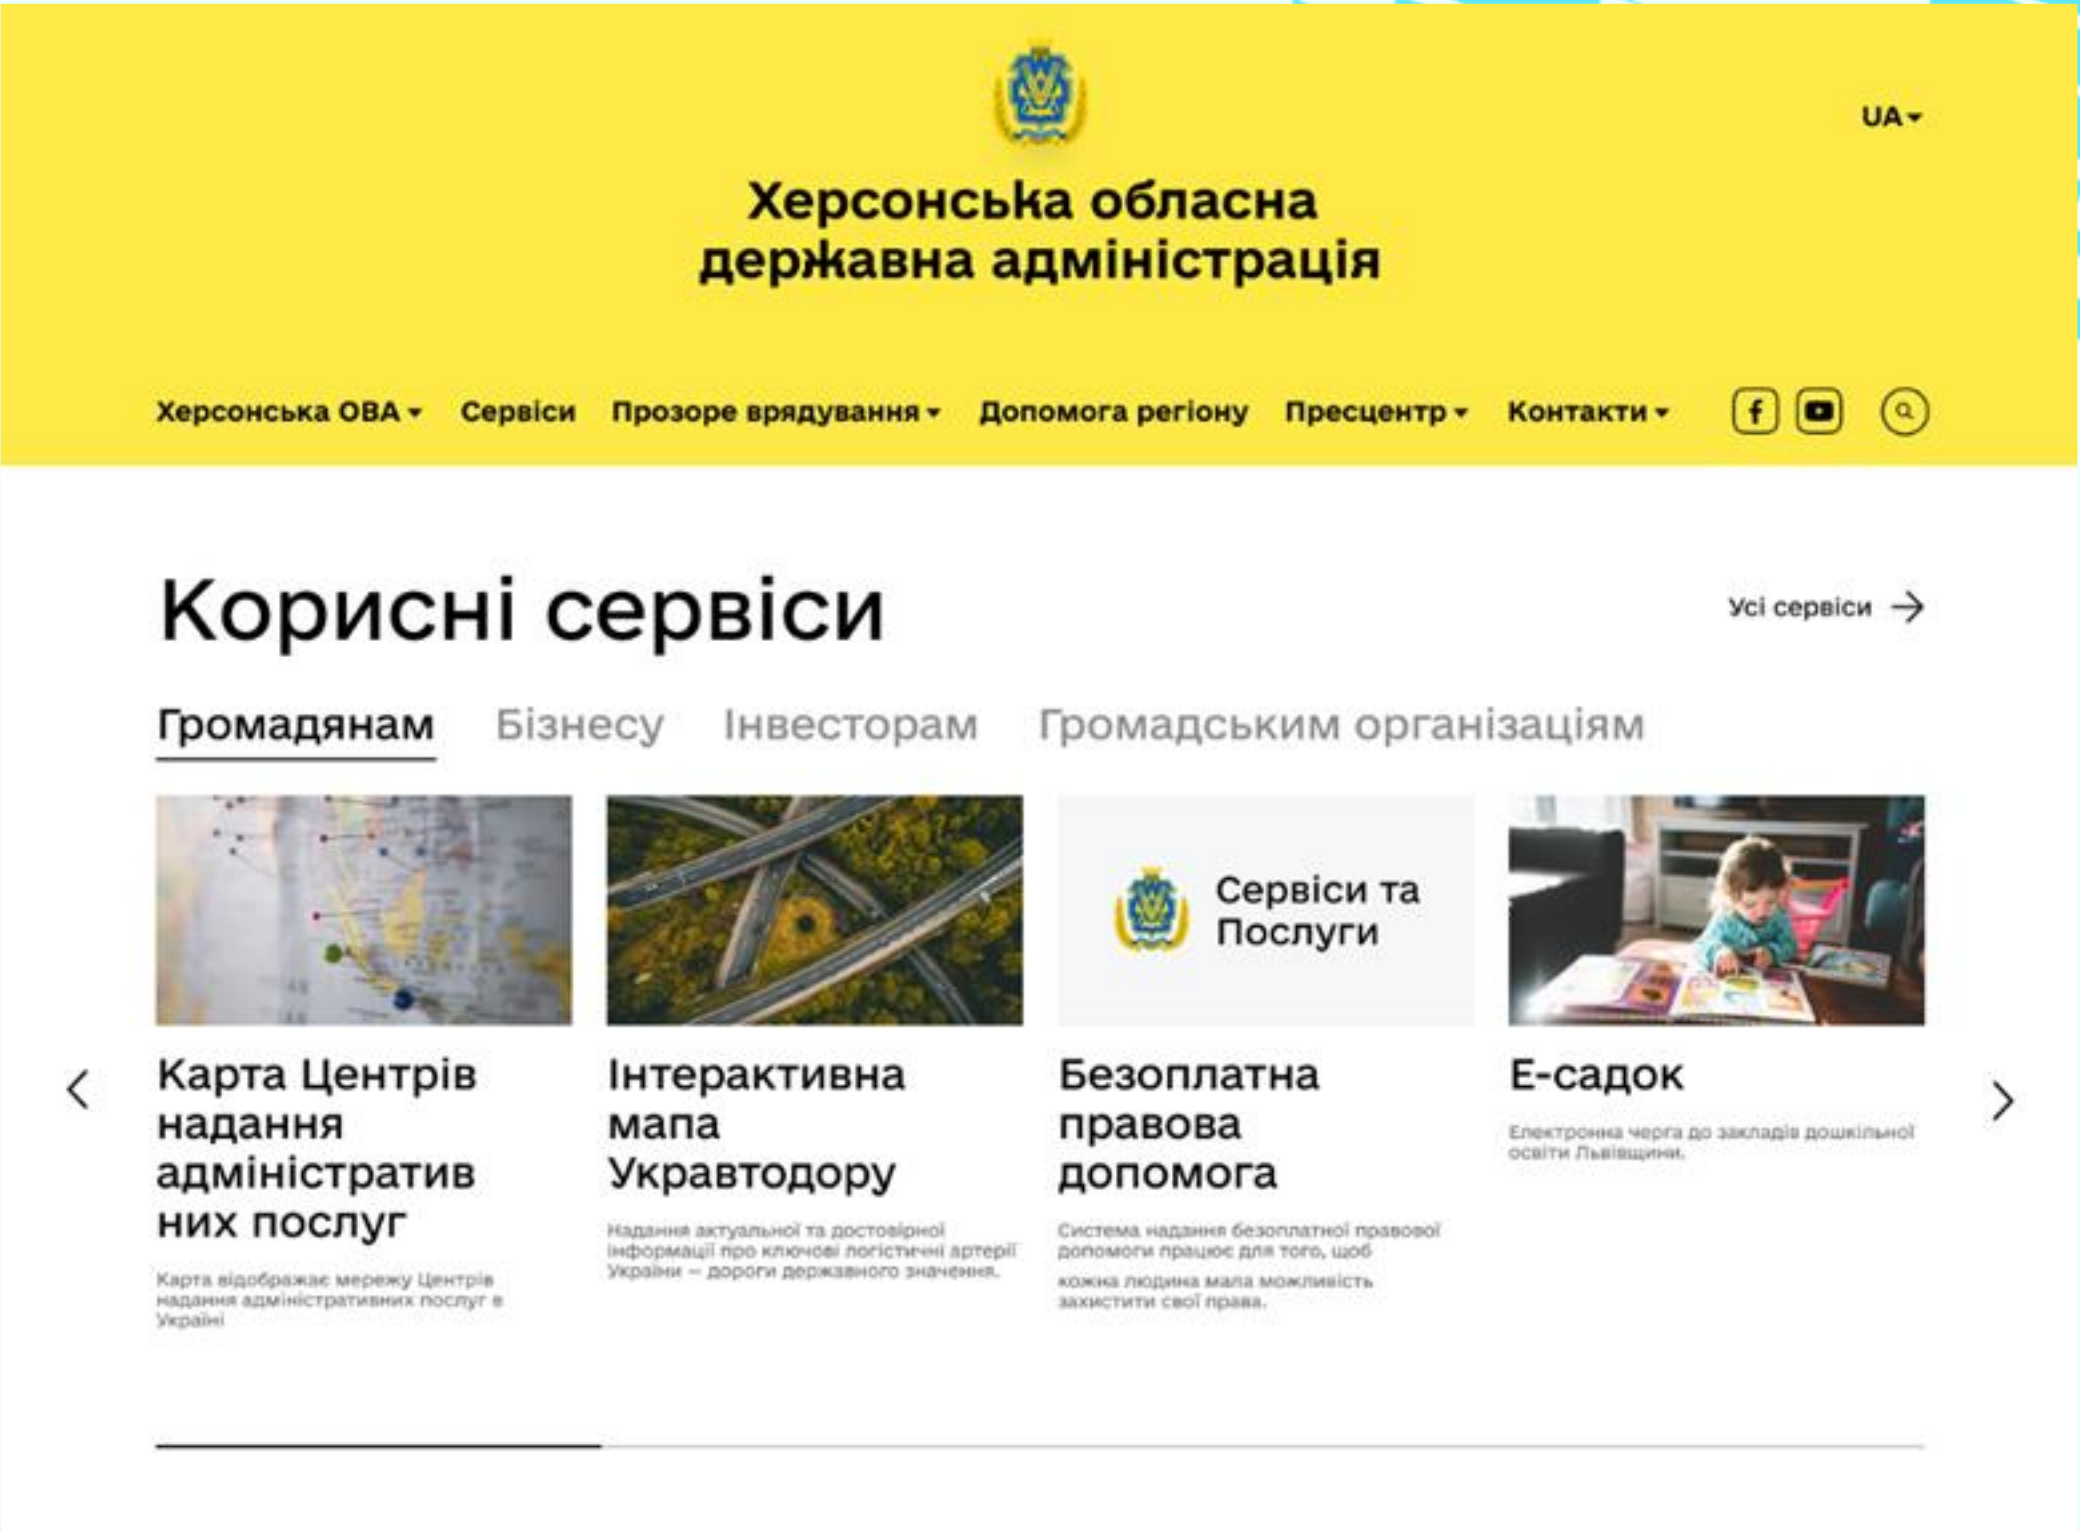 UA
Херсонська обласна
державна адміністрація
Херсонська ОВА Сервіси Прозоре врядування Допомога регіону Пресцентр Контакти
Корисні сервіси
Усі сервіси
Громадянам Бізнесу Інвесторам Громадським організаціям
Сервіси та
Послуги
Карта Центрів
надання
адміністратив
них послуг
Карта відображає мережу Центрів
надання адміністративних послуг в
Україні
Інтерактивна
мапа
Укравтодору
Надання актуальної та достовірної
інформації про ключові логістичні артерії
України — дороги державного значення.
Безоплатна
правова
допомога
Система надання безоплатної правової
допомоги працює для того, щоб
кожна людина мала можливість
захистити свої права.
Е-садок
Електронна черга до закладів дошкільної
освіти Львівщини.